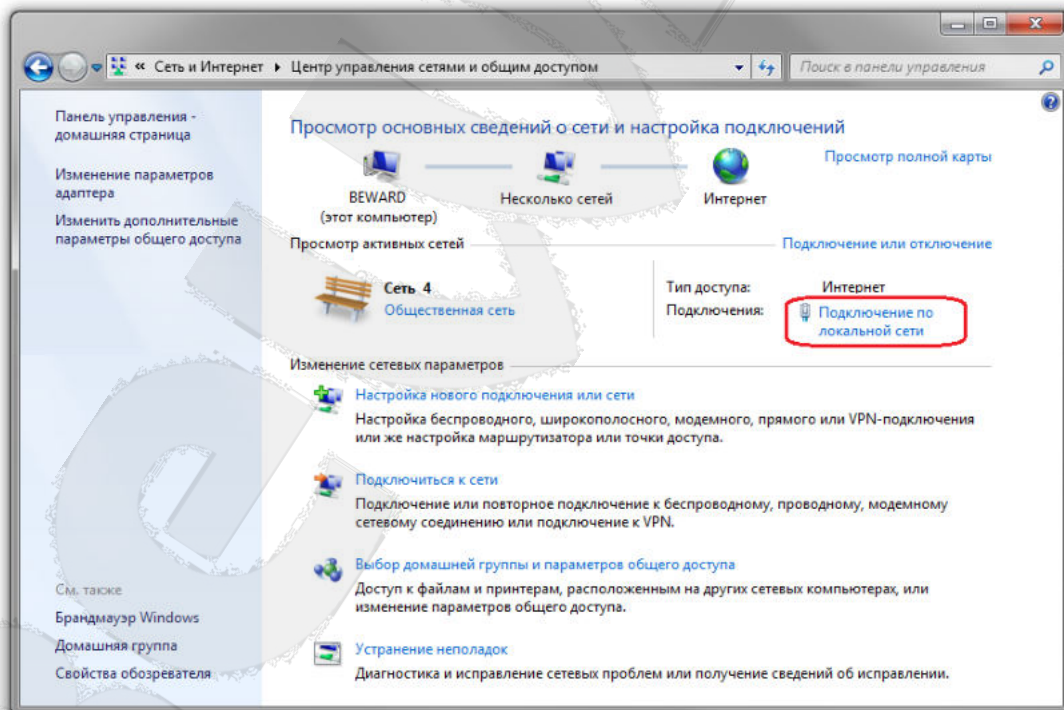 « Сеть и Интернет ▸ Центр управления сетями и общим доступом
Поиск в панели управления
Панель управления -
домашняя страница
Изменение параметров
адаптера
Изменить дополнительные
параметры общего доступа
См. также
Брандмауэр Windows
Домашняя группа
Свойства обозревателя
Просмотр основных сведений о сети и настройка подключений
Просмотр полной карты
BEWARD
(этот компьютер)
Несколько сетей
Интернет
Просмотр активных сетей
Подключение или отключение
Сеть 4
Общественная сеть
Тип доступа: Интернет
Подключения: Подключение по
локальной сети
Изменение сетевых параметров
Настройка нового подключения или сети
Настройка беспроводного, широкополосного, модемного, прямого или VPN-подключения
или же настройка маршрутизатора или точки доступа.
Подключиться к сети
Подключение или повторное подключение к беспроводному, проводному, модемному
сетевому соединению или подключение к VPN.
Выбор домашней группы и параметров общего доступа
Доступ к файлам и принтерам, расположенным на других сетевых компьютерах, или
изменение параметров общего доступа.
Устранение неполадок
Диагностика и исправление сетевых проблем или получение сведений об исправлении.